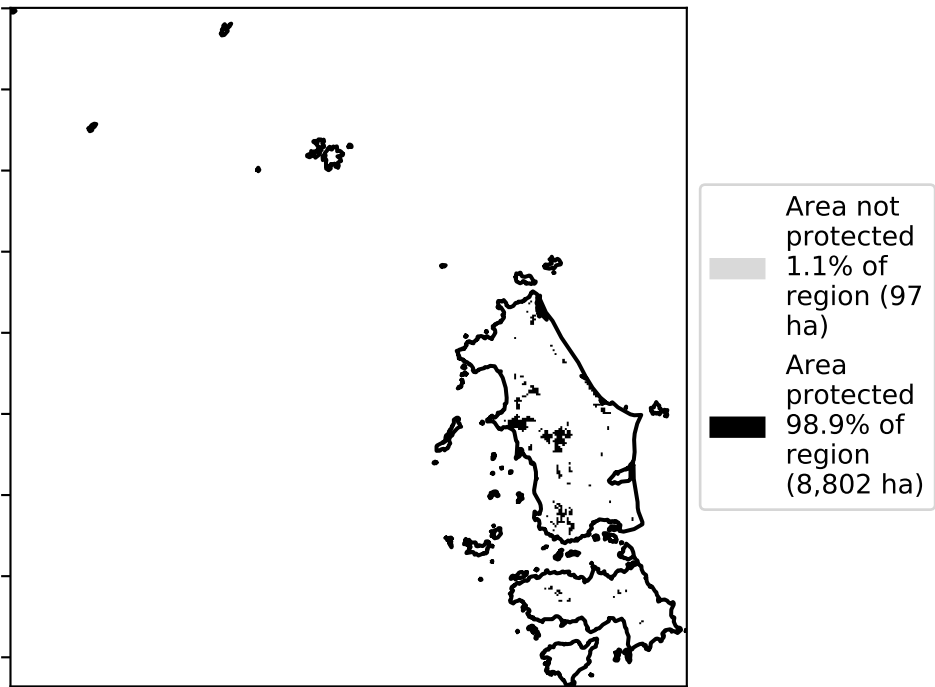 Area not
protected
1.1% of
region (97
ha)
Area
protected
98.9% of
region
(8,802 ha)